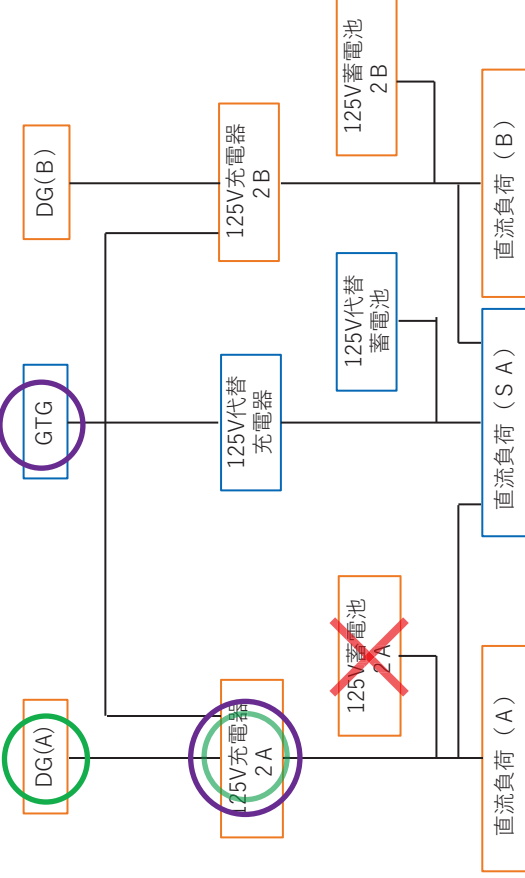 DG(A)
GTG
DG(B)
125V充電器
2A
125V代替
充電器
125V充電器
2B
125V蓄電池
2A
125V代替
蓄電池
125V蓄電池
2B
直流負荷（A）
直流負荷（SA）
直流負荷（B）